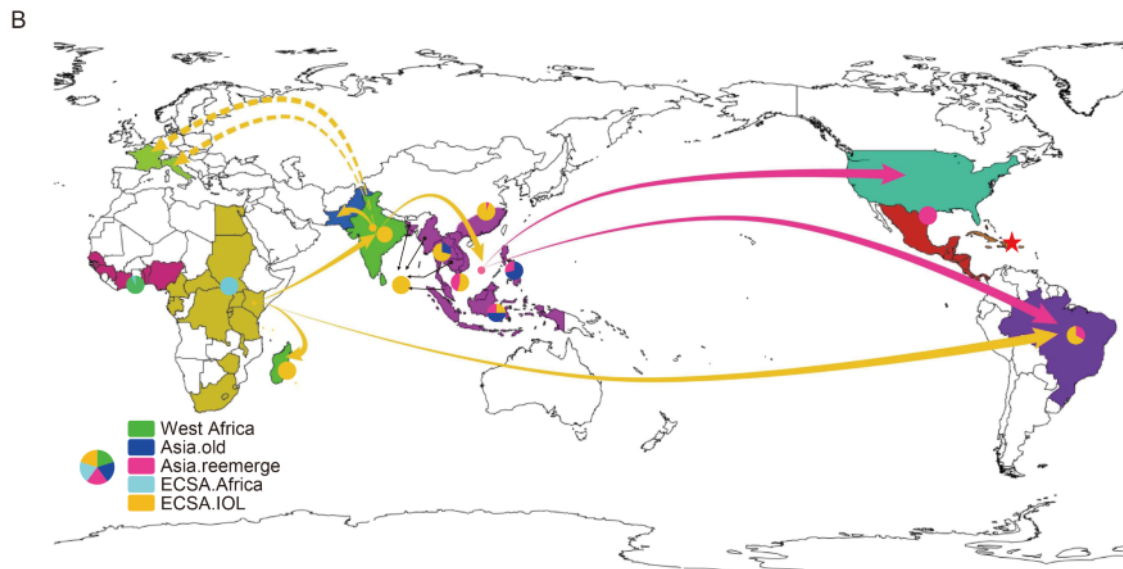 B
West Africa
Asia.old
Asia.reemerge
ECSA.Africa
ECSA.IOL